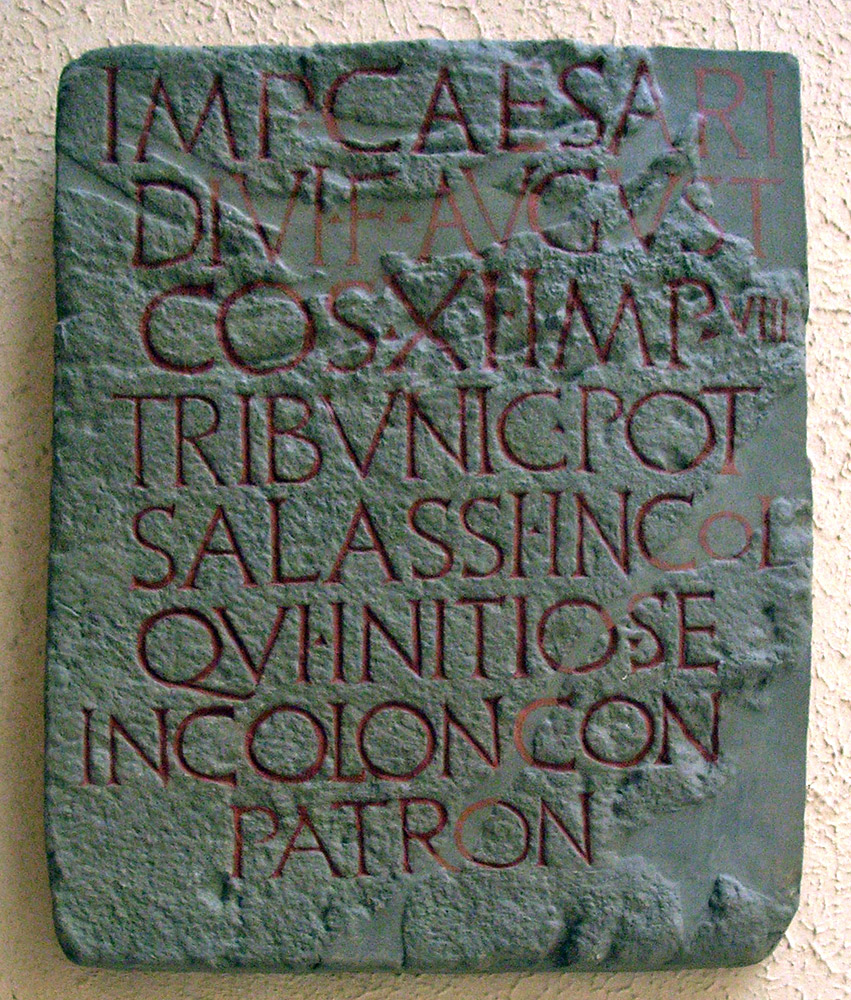 IMP·CAESARI
DIVI·F·AVGVST
COS·XI·IMP·VIII
TRIBVNIC·POT
SALASSI·INCOL
QVI·INITIO·SE
IN COLON CON
PATRON